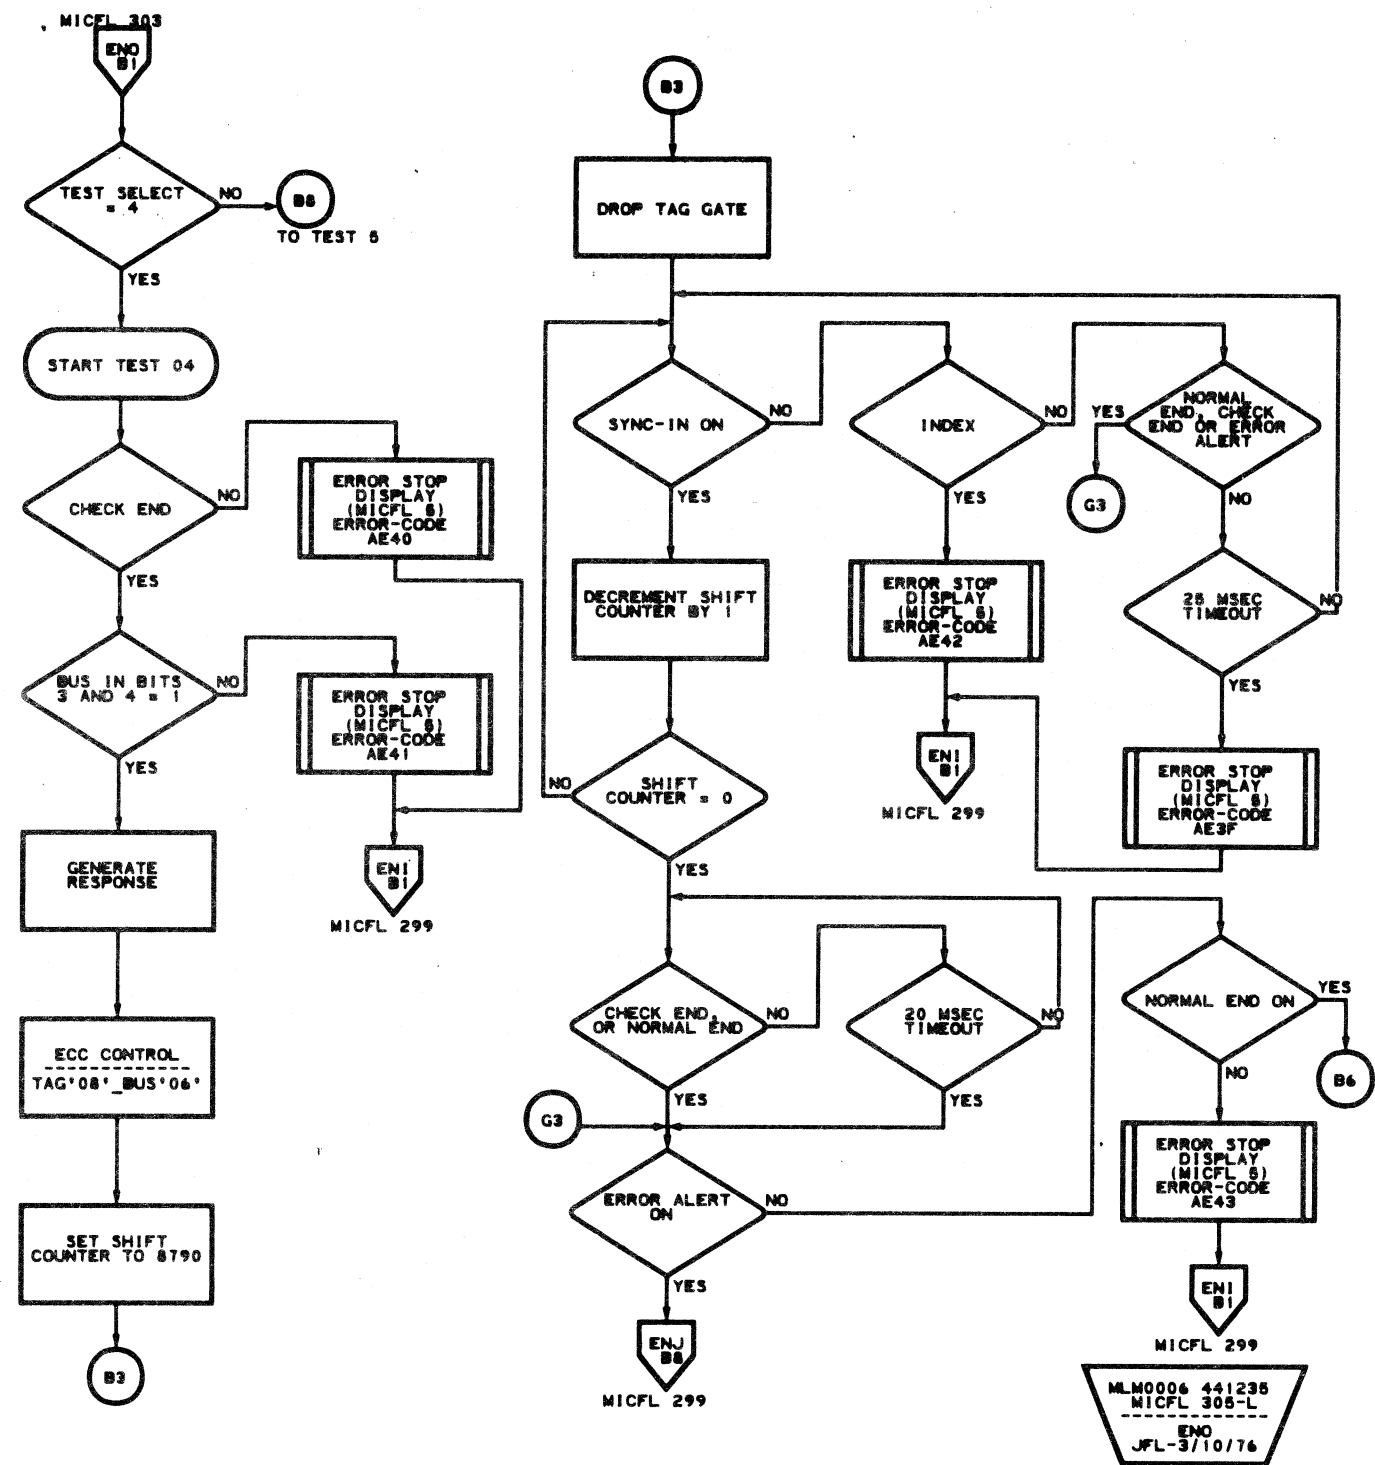 MICFL 303
ENO
B1
TEST SELECT
= 4
NO
TO TEST 5
YES
START TEST 04
CHECK END
NO
ERROR STOP
DISPLAY
(MICFL 5)
ERROR-CODE
AE40
YES
BUS IN BITS
3 AND 4 = 1
NO
ERROR STOP
DISPLAY
(MICFL 5)
ERROR-CODE
AE41
YES
GENERATE
RESPONSE
ENI
B1
MICFL 299
ECC CONTROL
TAG'08'_BUS'06'
SET SHIFT
COUNTER TO 8790
B3
B3
DROP TAG GATE
SYNC-IN ON
NO
INDEX
NO
YES
NORMAL
END, CHECK
END OR ERROR
ALERT
G3
YES
YES
NO
DECREMENT SHIFT
COUNTER BY 1
ERROR STOP
DISPLAY
(MICFL 5)
ERROR-CODE
AE42
25 MSEC
TIMEOUT
NO
YES
SHIFT
COUNTER = 0
NO
ENI
B1
MICFL 299
ERROR STOP
DISPLAY
(MICFL 5)
ERROR-CODE
AE3F
YES
CHECK END,
OR NORMAL END
NO
20 MSEC
TIMEOUT
NO
NORMAL END ON
YES
B6
YES
YES
NO
G3
ERROR ALERT
ON
NO
ERROR STOP
DISPLAY
(MICFL 5)
ERROR-CODE
AE43
YES
ENJ
MICFL 299
ENI
B1
MICFL 299
MLM0006 441235
MICFL 305-L
ENO
JFL-3/10/76